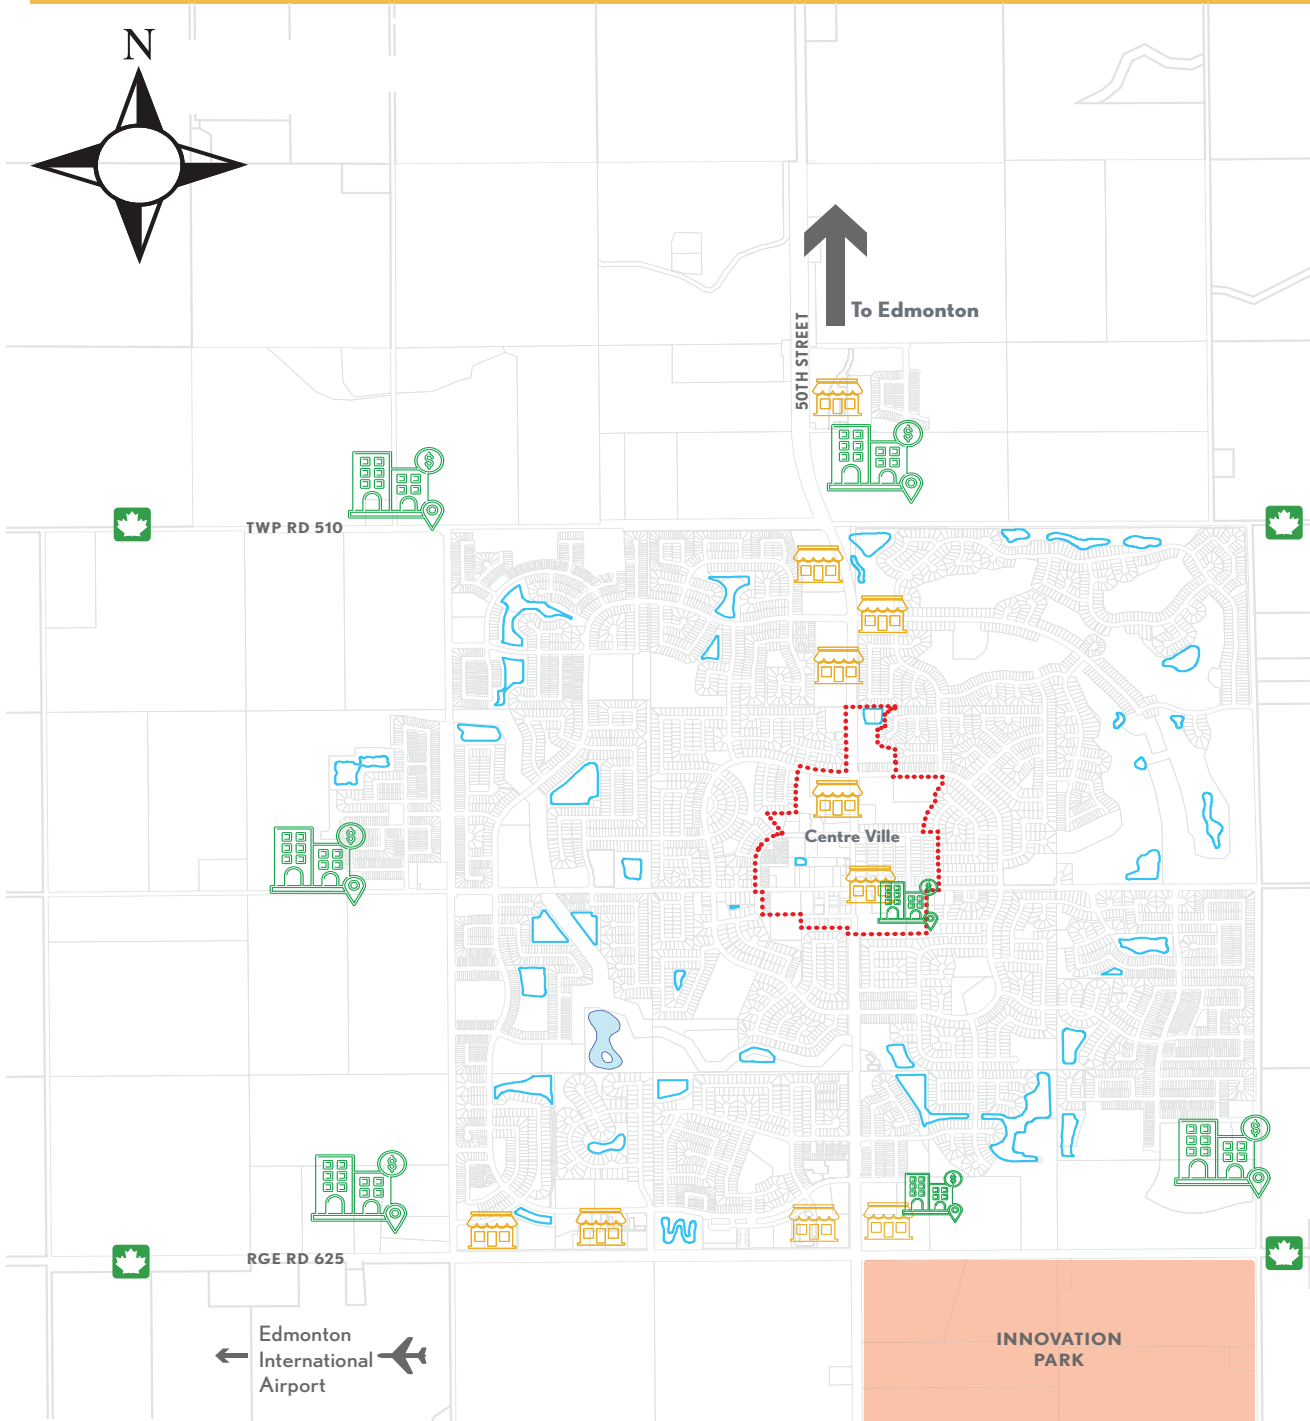 N
To Edmonton
50TH STREET
TWP RD 510
Centre Ville
RGE RD 625
Edmonton
International
Airport
INNOVATION
PARK